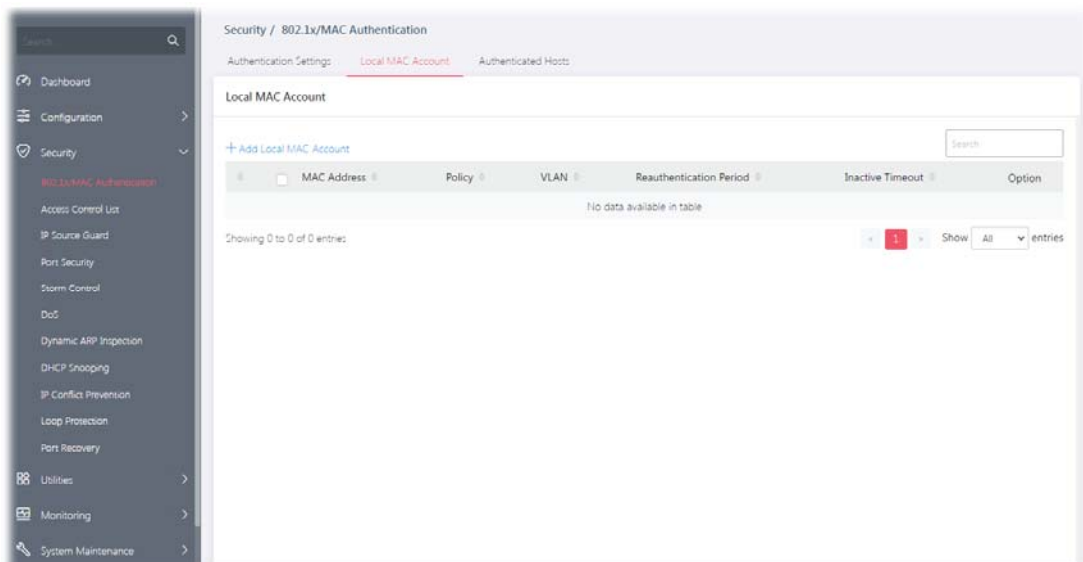 Search
Dashboard
Configuration
Security
802.1x/MAC Authentication
Access Control List
IP Source Guard
Port Security
Storm Control
DoS
Dynamic ARP Inspection
DHCP Snooping
IP Conflict Prevention
Loop Protection
Port Recovery
Utilities
Monitoring
System Maintenance
Security / 802.1x/MAC Authentication
Authentication Settings Local MAC Account Authenticated Hosts
Local MAC Account
+ Add Local MAC Account
Search
MAC Address Policy VLAN Reauthentication Period Inactive Timeout Option
No data available in table
Showing 0 to 0 of 0 entries
1 Show All entries